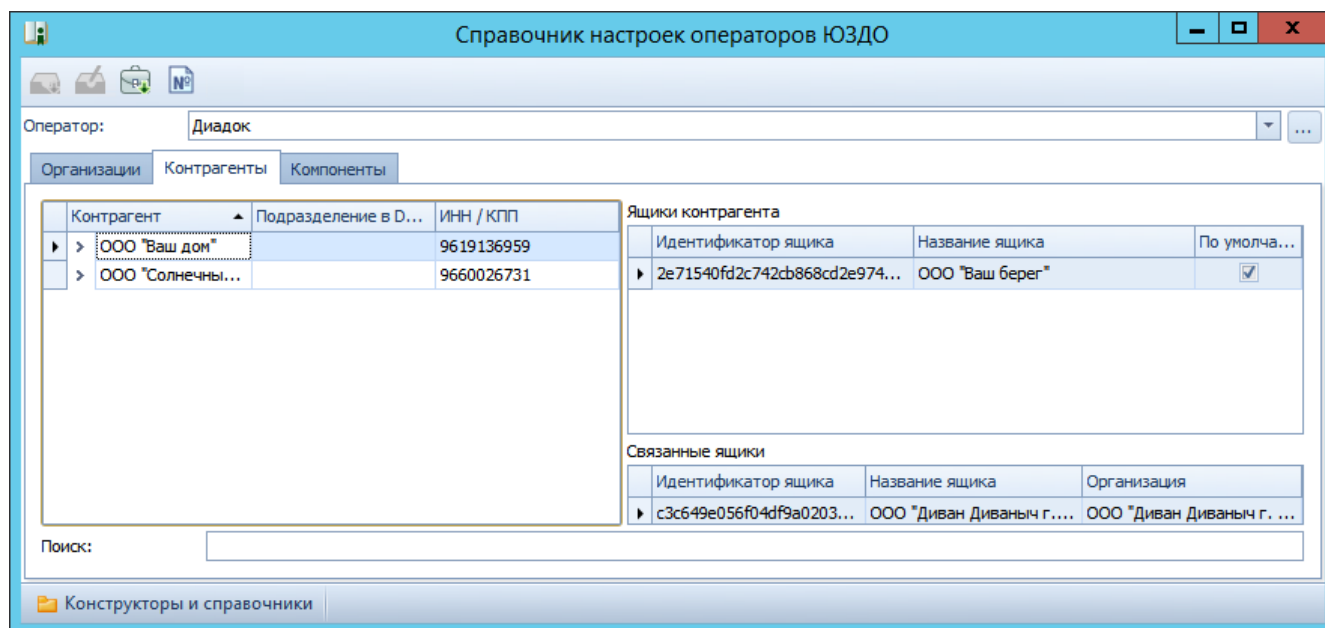 Справочник настроек операторов ЮЗДО
Оператор: Диадок
Организации Контрагенты Компоненты
Контрагент Подразделение в D... ИНН / КПП
ООО "Ваш дом" 9619136959
ООО "Солнечны... 9660026731
Ящики контрагента
Идентификатор ящика Название ящика По умолча...
2e71540fd2c742cb868cd2e974... ООО "Ваш берег"
Связанные ящики
Идентификатор ящика Название ящика Организация
c3c649e056f04df9a0203... ООО "Диван Диваныч г.... ООО "Диван Диваныч г. ...
Поиск:
Конструкторы и справочники